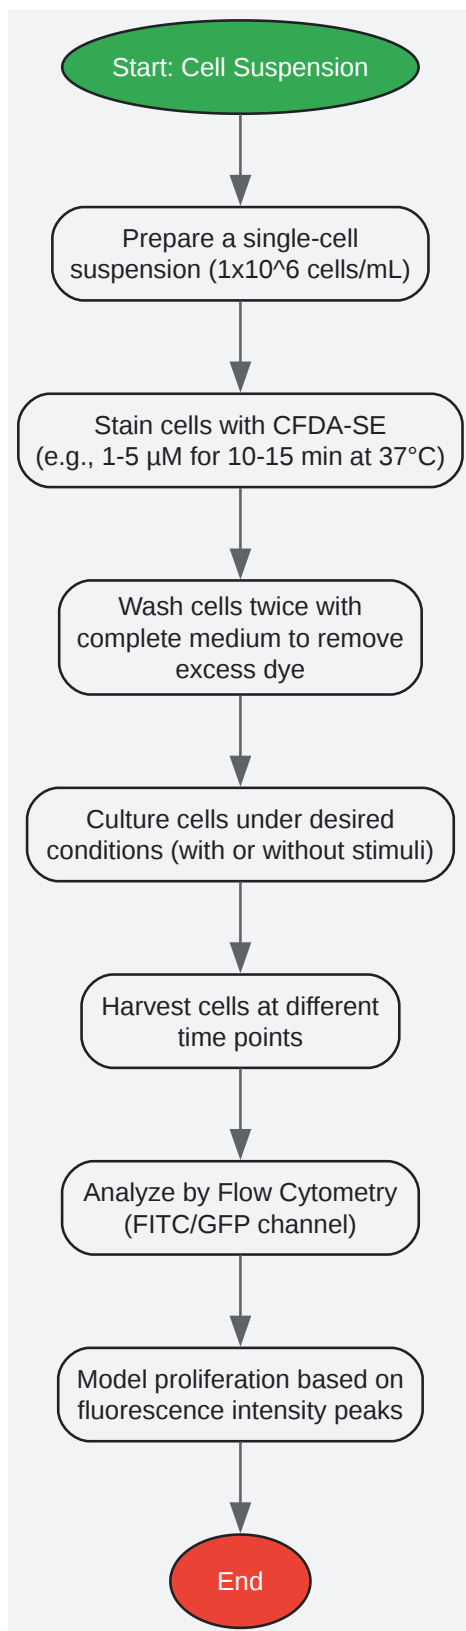 Start: Cell Suspension
Prepare a single-cell
suspension (1x10^6 cells/mL)
Stain cells with CFDA-SE
(e.g., 1-5 µM for 10-15 min at 37°C)
Wash cells twice with
complete medium to remove
excess dye
Culture cells under desired
conditions (with or without stimuli)
Harvest cells at different
time points
Analyze by Flow Cytometry
(FITC/GFP channel)
Model proliferation based on
fluorescence intensity peaks
End